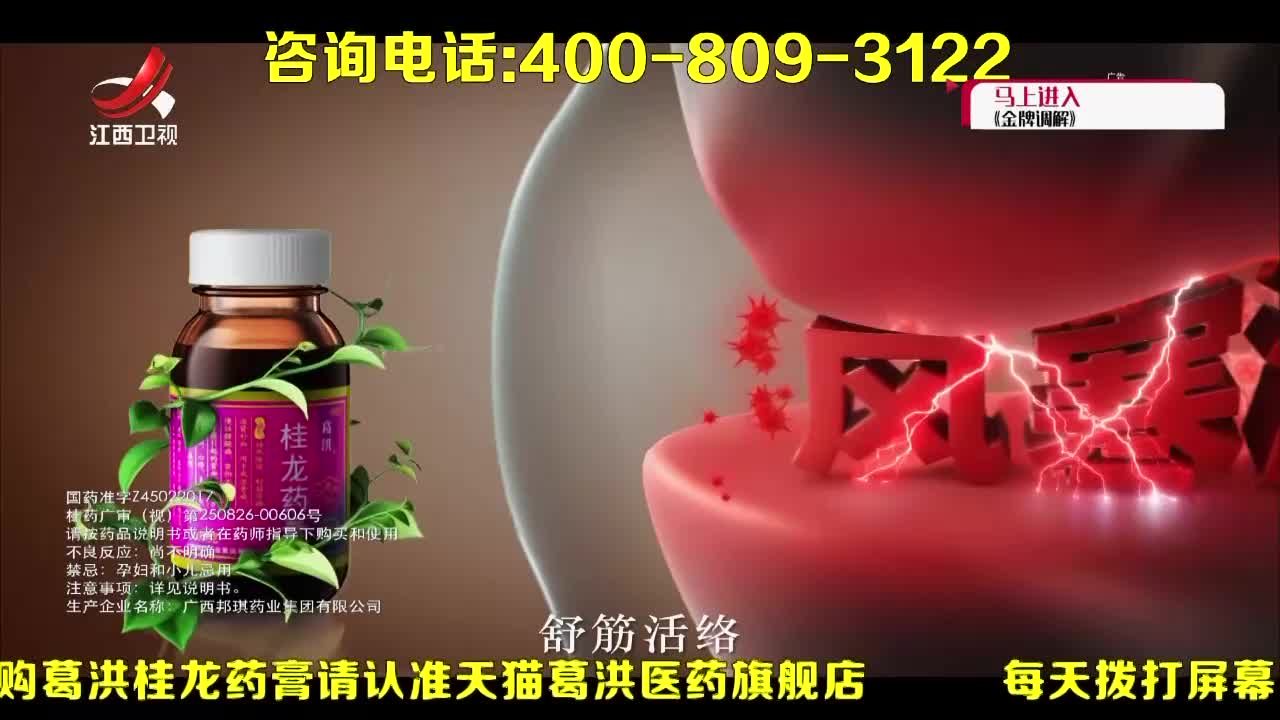 咨询电话:400-809-3122
广告
江西卫视
马上进入
《金牌调解》
风寒
葛洪
桂龙药
国药准字Z45022017
桂药广审（视）第250826-00606号
请按药品说明书或者在药师指导下购买和使用
不良反应：尚不明确
禁忌：孕妇和小儿忌用
注意事项：详见说明书。
生产企业名称：广西邦琪药业集团有限公司
舒筋活络
购葛洪桂龙药膏请认准天猫葛洪医药旗舰店
每天拨打屏幕